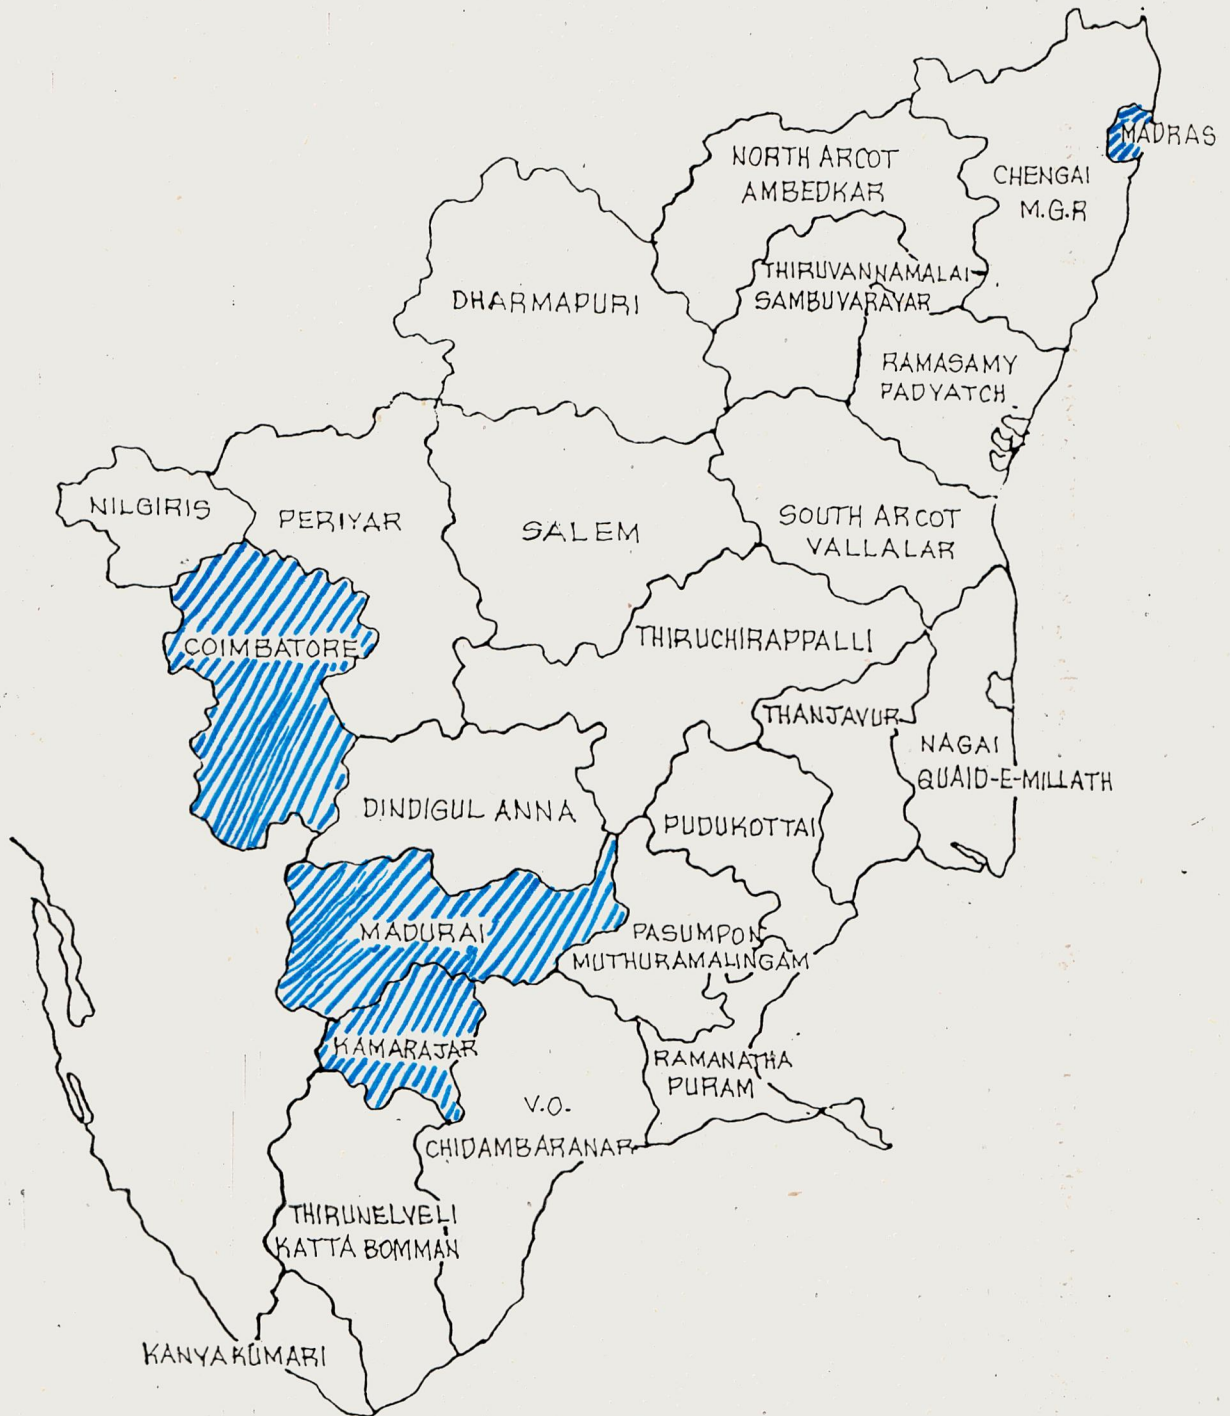 MADRAS
NORTH ARCOT
AMBEDKAR
CHENGAI
M.G.R
THIRUVANNAMALAI
SAMBUVARAYAR
DHARMAPURI
RAMASAMY
PADYATCH
NILGIRIS
PERIYAR
SALEM
SOUTH ARCOT
VALLALAR
COIMBATORE
THIRUCHIRAPPALLI
THANJAVUR
NAGAI
QUAID-E-MILLATH
DINDIGUL ANNA
PUDUKOTTAI
MADURAI
PASUMPON
MUTHURAMALINGAM
KAMARAJAR
RAMANATHA
PURAM
V.O.
CHIDAMBARANAR
THIRUNELVELI
KATTA BOMMAN
KANYAKUMARI